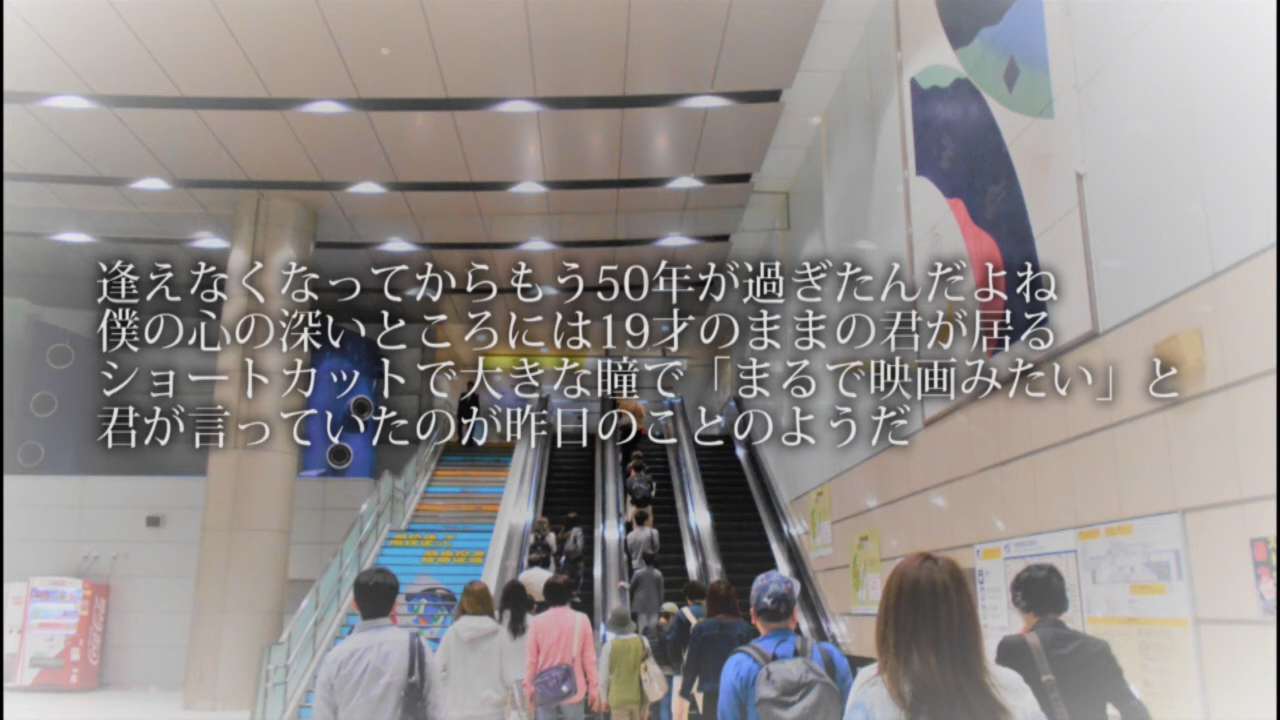 逢えなくなってからもう50年が過ぎたんだよね
僕の心の深いところには19才のままの君が居る
ショートカットで大きな瞳で「まるで映画みたい」と
君が言っていたのが昨日のことのようだ
Coca-Cola